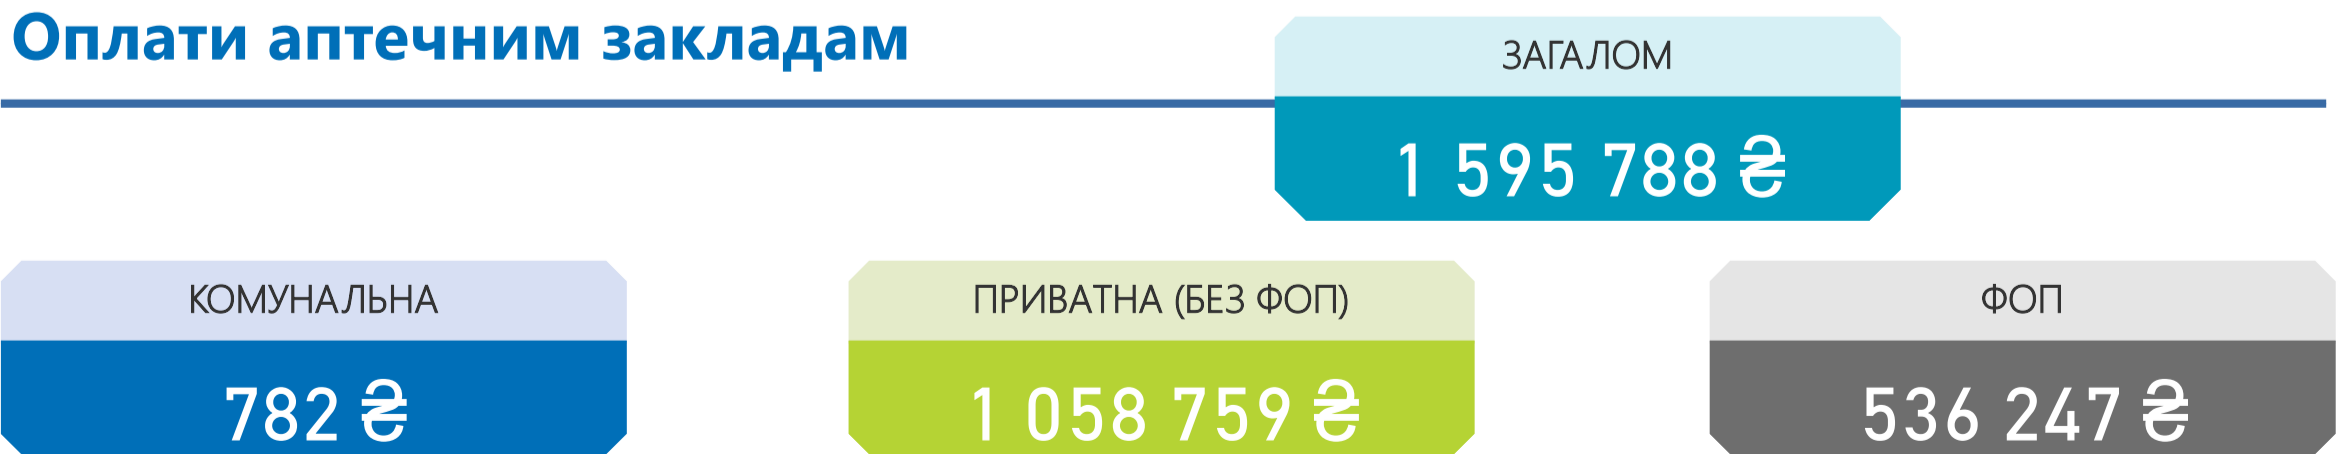 Оплати аптечним закладам
ЗАГАЛОМ
1 595 788 ₴
КОМУНАЛЬНА
782 ₴
ПРИВАТНА (БЕЗ ФОП)
1 058 759 ₴
ФОП
536 247 ₴